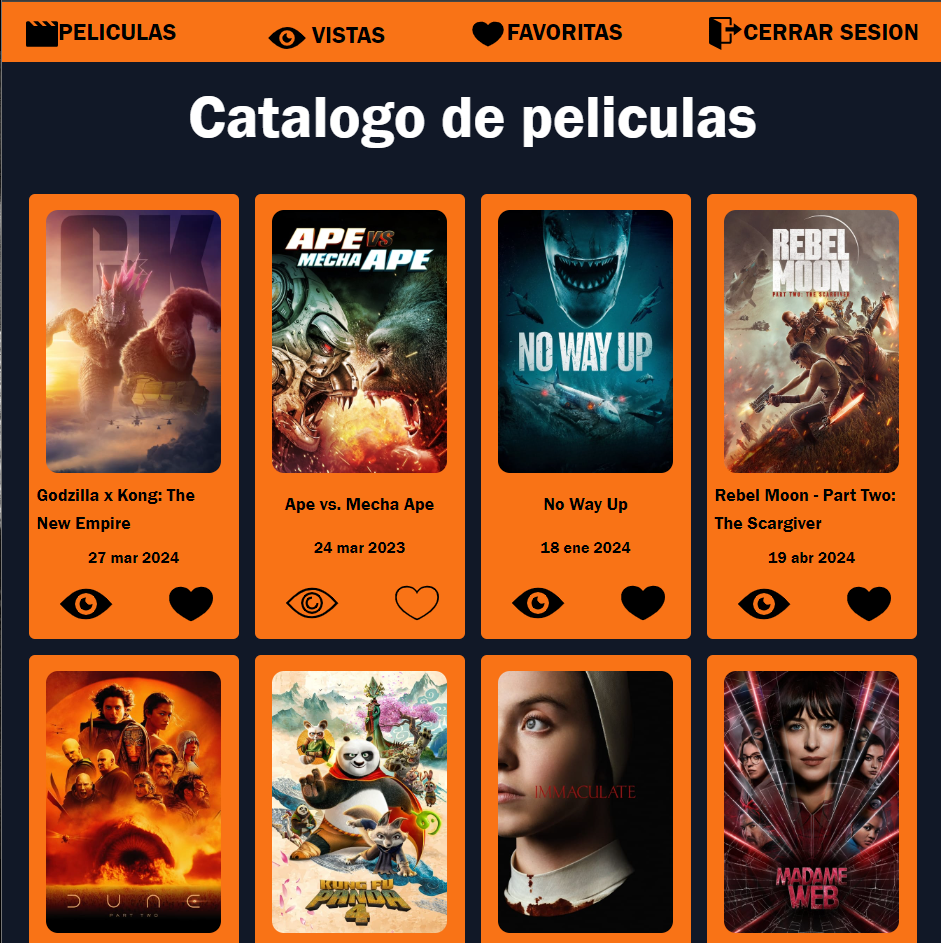 PELICULAS
VISTAS
FAVORITAS
CERRAR SESION
Catalogo de peliculas
GK
APE VS
MECHA APE
NO WAY UP
REBEL
MOON
PART TWO: THE SCARGIVER
Godzilla x Kong: The
New Empire
27 mar 2024
Ape vs. Mecha Ape
24 mar 2023
No Way Up
18 ene 2024
Rebel Moon - Part Two:
The Scargiver
19 abr 2024
DUNE
PART TWO
KUNG FU
PANDA
4
IMMACULATE
MADAME
WEB